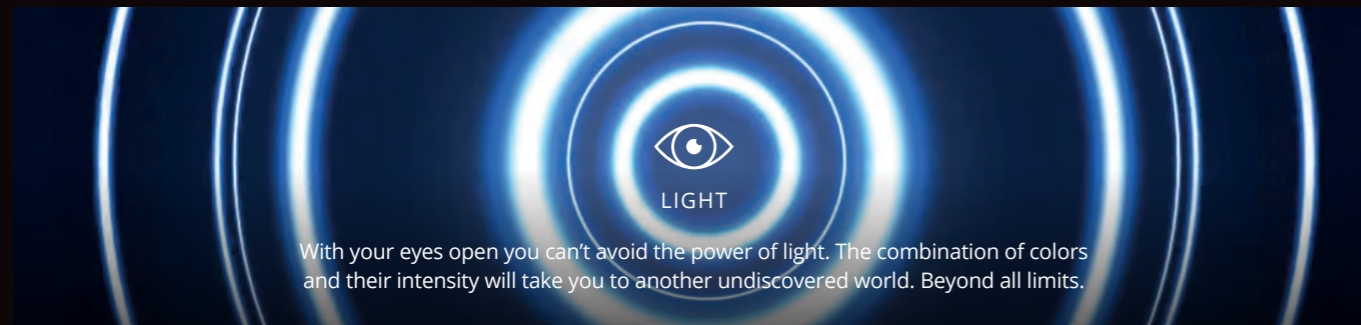 LIGHT
With your eyes open you can’t avoid the power of light. The combination of colors
and their intensity will take you to another undiscovered world. Beyond all limits.